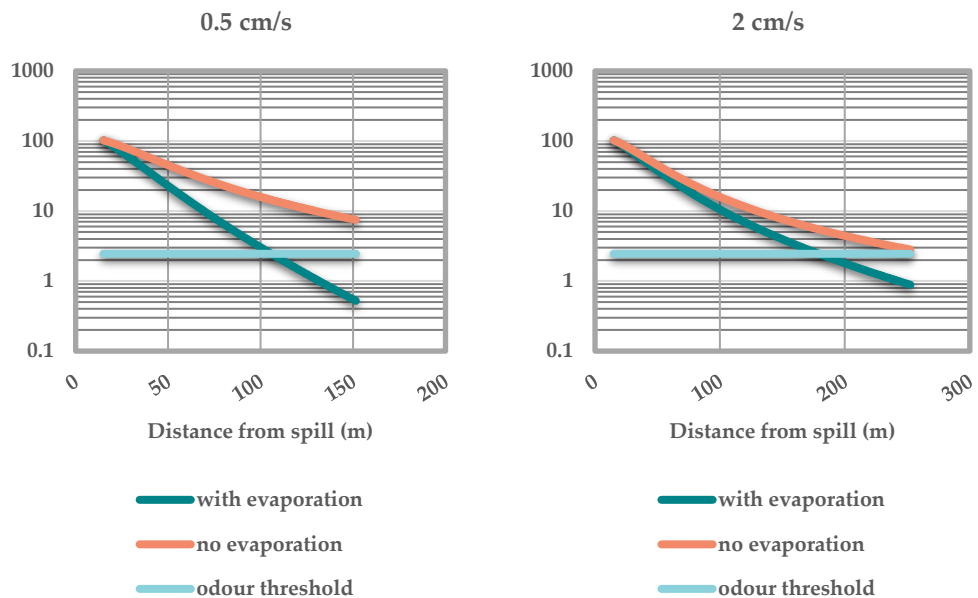 0.5 cm/s
1000
100
10
1
0.1
0
50
100
150
200
Distance from spill (m)
with evaporation
no evaporation
odour threshold
2 cm/s
1000
100
10
1
0.1
0
100
200
300
Distance from spill (m)
with evaporation
no evaporation
odour threshold